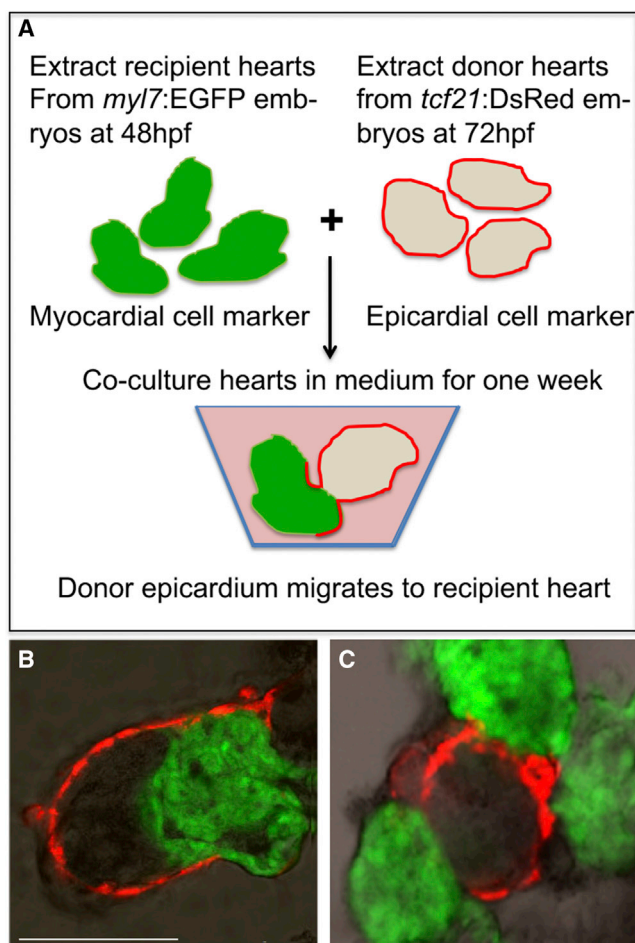 A
Extract recipient hearts
From myl7:EGFP emb-
ryos at 48hpf
Extract donor hearts
from tcf21:DsRed em-
bryos at 72hpf
+
Myocardial cell marker
Epicardial cell marker
Co-culture hearts in medium for one week
Donor epicardium migrates to recipient heart
B
C